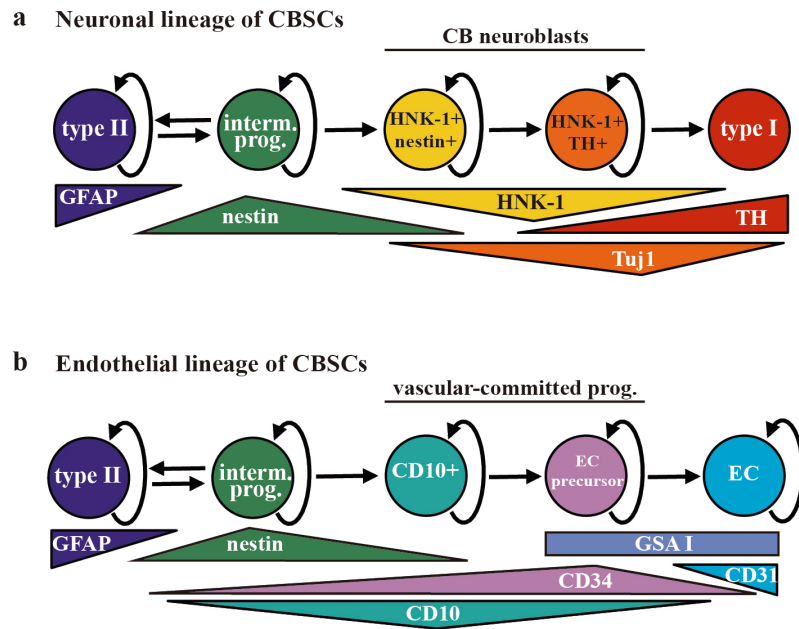 a Neuronal lineage of CBSCs
CB neuroblasts
type II
interm.
prog.
HNK-1+
nestin+
HNK-1+
TH+
type I
GFAP
nestin
HNK-1
TH
Tuj1
b Endothelial lineage of CBSCs
vascular-committed prog.
type II
interm.
prog.
CD10+
EC
precursor
EC
GFAP
nestin
GSA I
CD34
CD31
CD10